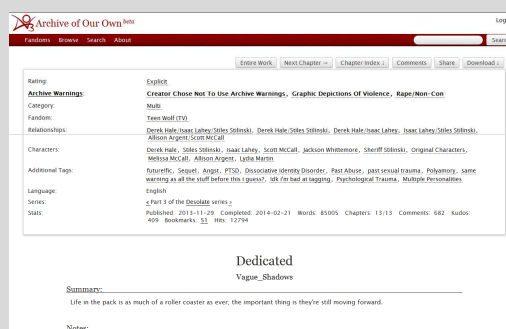 Archive of Our Own beta
Log
Fandoms Browse Search About
Searc
Entire Work Next Chapter → Chapter Index ↓ Comments Share Download ↓
Rating: Explicit
Archive Warnings: Creator Chose Not To Use Archive Warnings, Graphic Depictions Of Violence, Rape/Non-Con
Category: Multi
Fandom: Teen Wolf (TV)
Relationships: Derek Hale/Isaac Lahey/Stiles Stilinski, Derek Hale/Stiles Stilinski, Derek Hale/Isaac Lahey, Isaac Lahey/Stiles Stilinski,
Allison Argent/Scott McCall
Characters: Derek Hale, Stiles Stilinski, Isaac Lahey, Scott McCall, Jackson Whittemore, Sheriff Stilinski, Original Characters,
Melissa McCall, Allison Argent, Lydia Martin
Additional Tags: future!fic, Sequel, Angst, PTSD, Dissociative Identity Disorder, Past Abuse, past sexual trauma, Polyamory, same
warning as all the stuff before this i guess?, Idk i'm bad at tagging, Psychological Trauma, Multiple Personalities
Language: English
Series: « Part 3 of the Desolate series »
Stats: Published: 2013-11-29 Completed: 2014-02-21 Words: 85005 Chapters: 13/13 Comments: 682 Kudos:
409 Bookmarks: 51 Hits: 12794
Dedicated
Vague_Shadows
Summary:
Life in the pack is as much of a roller coaster as ever; the important thing is they're still moving forward.
Notes: